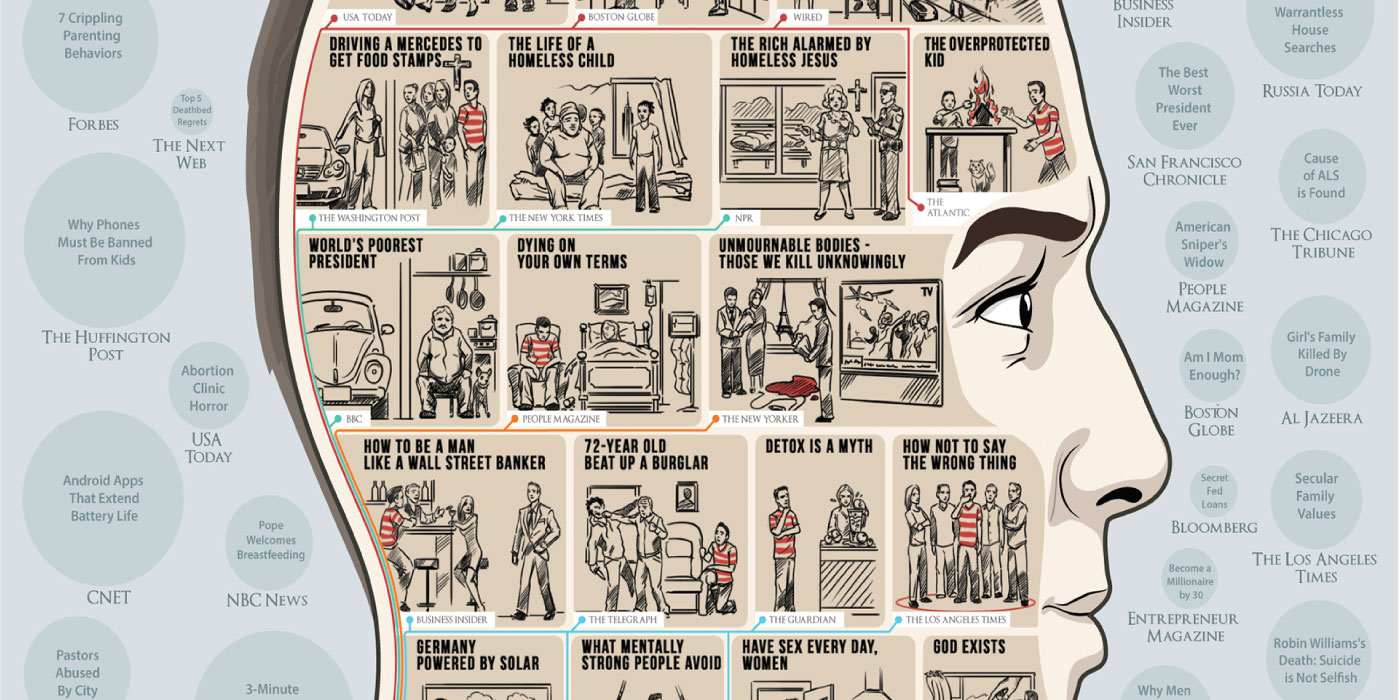 7 Crippling
Parenting
Behaviors
FORBES
Top 5
Deathbed
Regrets
THE NEXT
WEB
Why Phones
Must Be Banned
From Kids
THE HUFFINGTON
POST
Abortion
Clinic
Horror
USA
TODAY
Android Apps
That Extend
Battery Life
CNET
Pope
Welcomes
Breastfeeding
NBC NEWS
Pastors
Abused
By City
3-Minute
USA TODAY
BOSTON GLOBE
WIRED
DRIVING A MERCEDES TO
GET FOOD STAMPS
THE LIFE OF A
HOMELESS CHILD
THE RICH ALARMED BY
HOMELESS JESUS
THE OVERPROTECTED
KID
THE WASHINGTON POST
THE NEW YORK TIMES
NPR
THE
ATLANTIC
WORLD'S POOREST
PRESIDENT
DYING ON
YOUR OWN TERMS
UNMOURNABLE BODIES -
THOSE WE KILL UNKNOWINGLY
TV
BBC
PEOPLE MAGAZINE
THE NEW YORKER
HOW TO BE A MAN
LIKE A WALL STREET BANKER
72-YEAR OLD
BEAT UP A BURGLAR
DETOX IS A MYTH
HOW NOT TO SAY
THE WRONG THING
BUSINESS INSIDER
THE TELEGRAPH
THE GUARDIAN
THE LOS ANGELES TIMES
GERMANY
POWERED BY SOLAR
WHAT MENTALLY
STRONG PEOPLE AVOID
HAVE SEX EVERY DAY,
WOMEN
GOD EXISTS
BUSINESS
INSIDER
Warrantless
House
Searches
RUSSIA TODAY
The Best
Worst
President
Ever
SAN FRANCISCO
CHRONICLE
Cause
of ALS
is Found
THE CHICAGO
TRIBUNE
American
Sniper's
Widow
PEOPLE
MAGAZINE
Girl's Family
Killed By
Drone
AL JAZEERA
Am I Mom
Enough?
BOSTON
GLOBE
Secret
Fed
Loans
BLOOMBERG
Secular
Family
Values
THE LOS ANGELES
TIMES
Become a
Millionaire
by 30
ENTREPRENEUR
MAGAZINE
Robin Williams's
Death: Suicide
is Not Selfish
Why Men